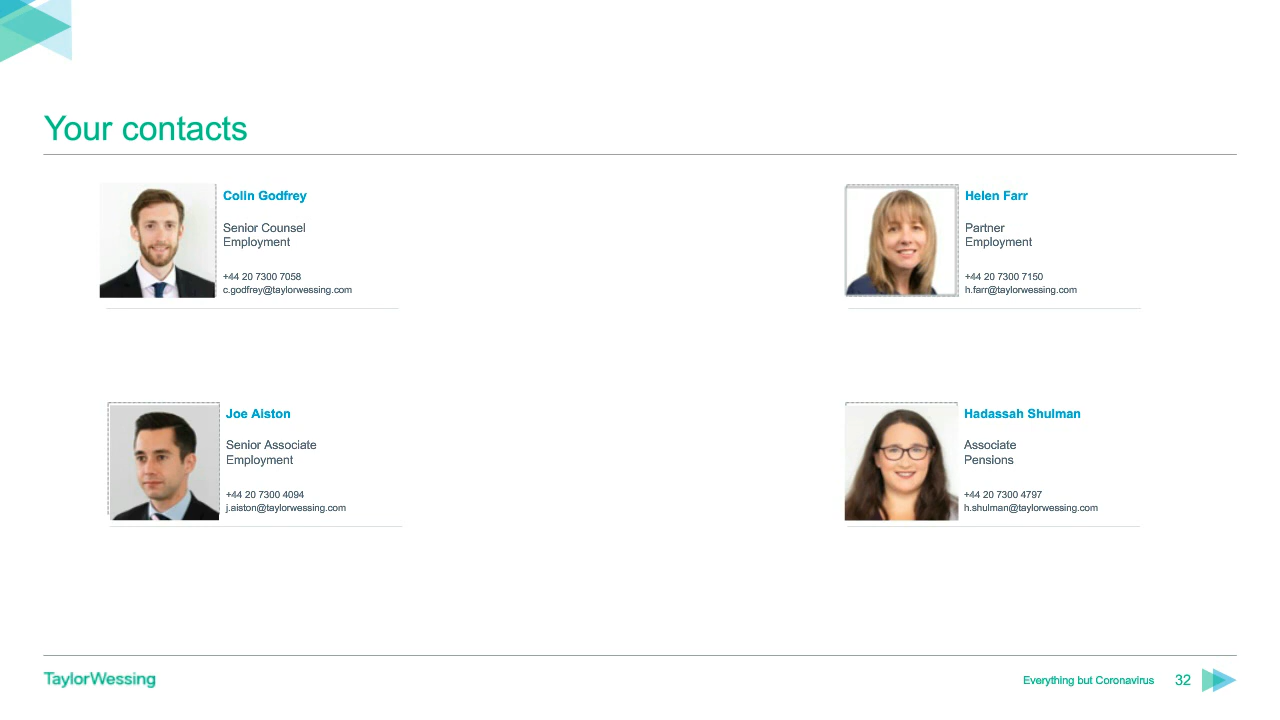 Your contacts
Colin Godfrey
Senior Counsel
Employment
+44 20 7300 7058
c.godfrey@taylorwessing.com
Helen Farr
Partner
Employment
+44 20 7300 7150
h.farr@taylorwessing.com
Joe Aiston
Senior Associate
Employment
+44 20 7300 4094
j.aiston@taylorwessing.com
Hadassah Shulman
Associate
Pensions
+44 20 7300 4797
h.shulman@taylorwessing.com
TaylorWessing
Everything but Coronavirus 32